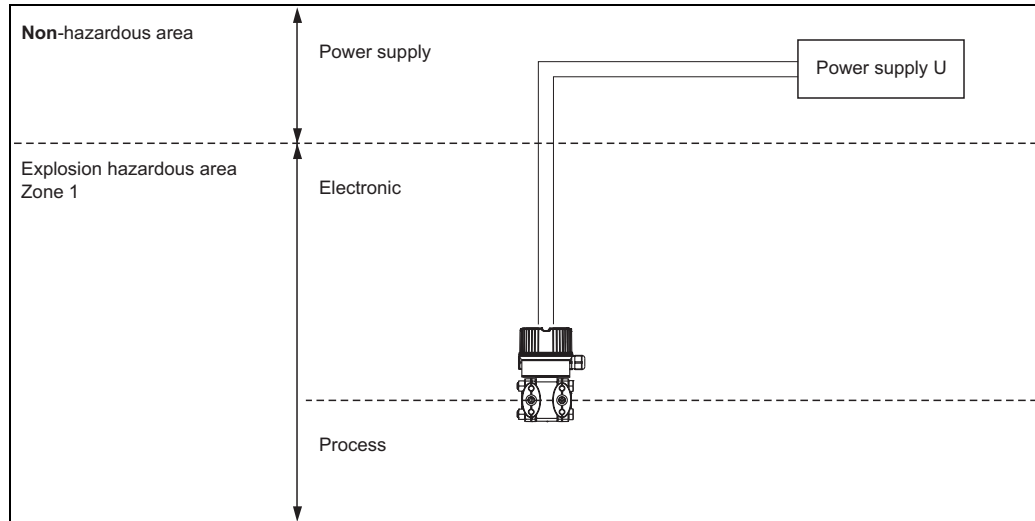 Non-hazardous area
Power supply
Power supply U
Explosion hazardous area
Zone 1
Electronic
Process